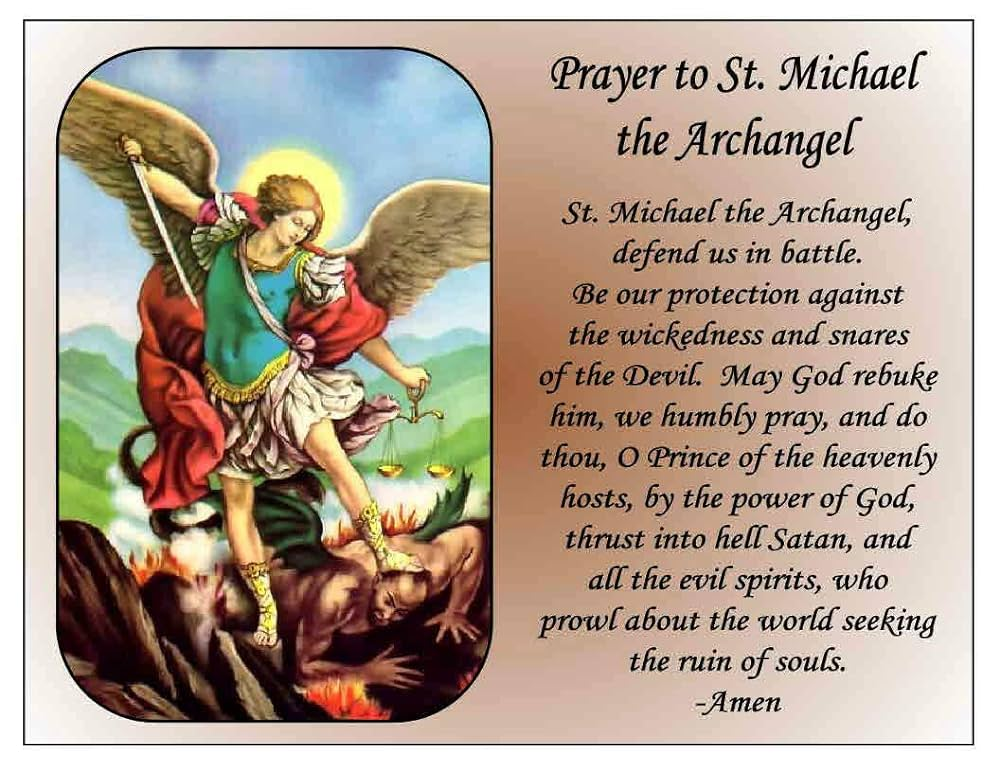 Prayer to St. Michael
the Archangel
St. Michael the Archangel,
defend us in battle.
Be our protection against
the wickedness and snares
of the Devil. May God rebuke
him, we humbly pray, and do
thou, O Prince of the heavenly
hosts, by the power of God,
thrust into hell Satan, and
all the evil spirits, who
prowl about the world seeking
the ruin of souls.
-Amen